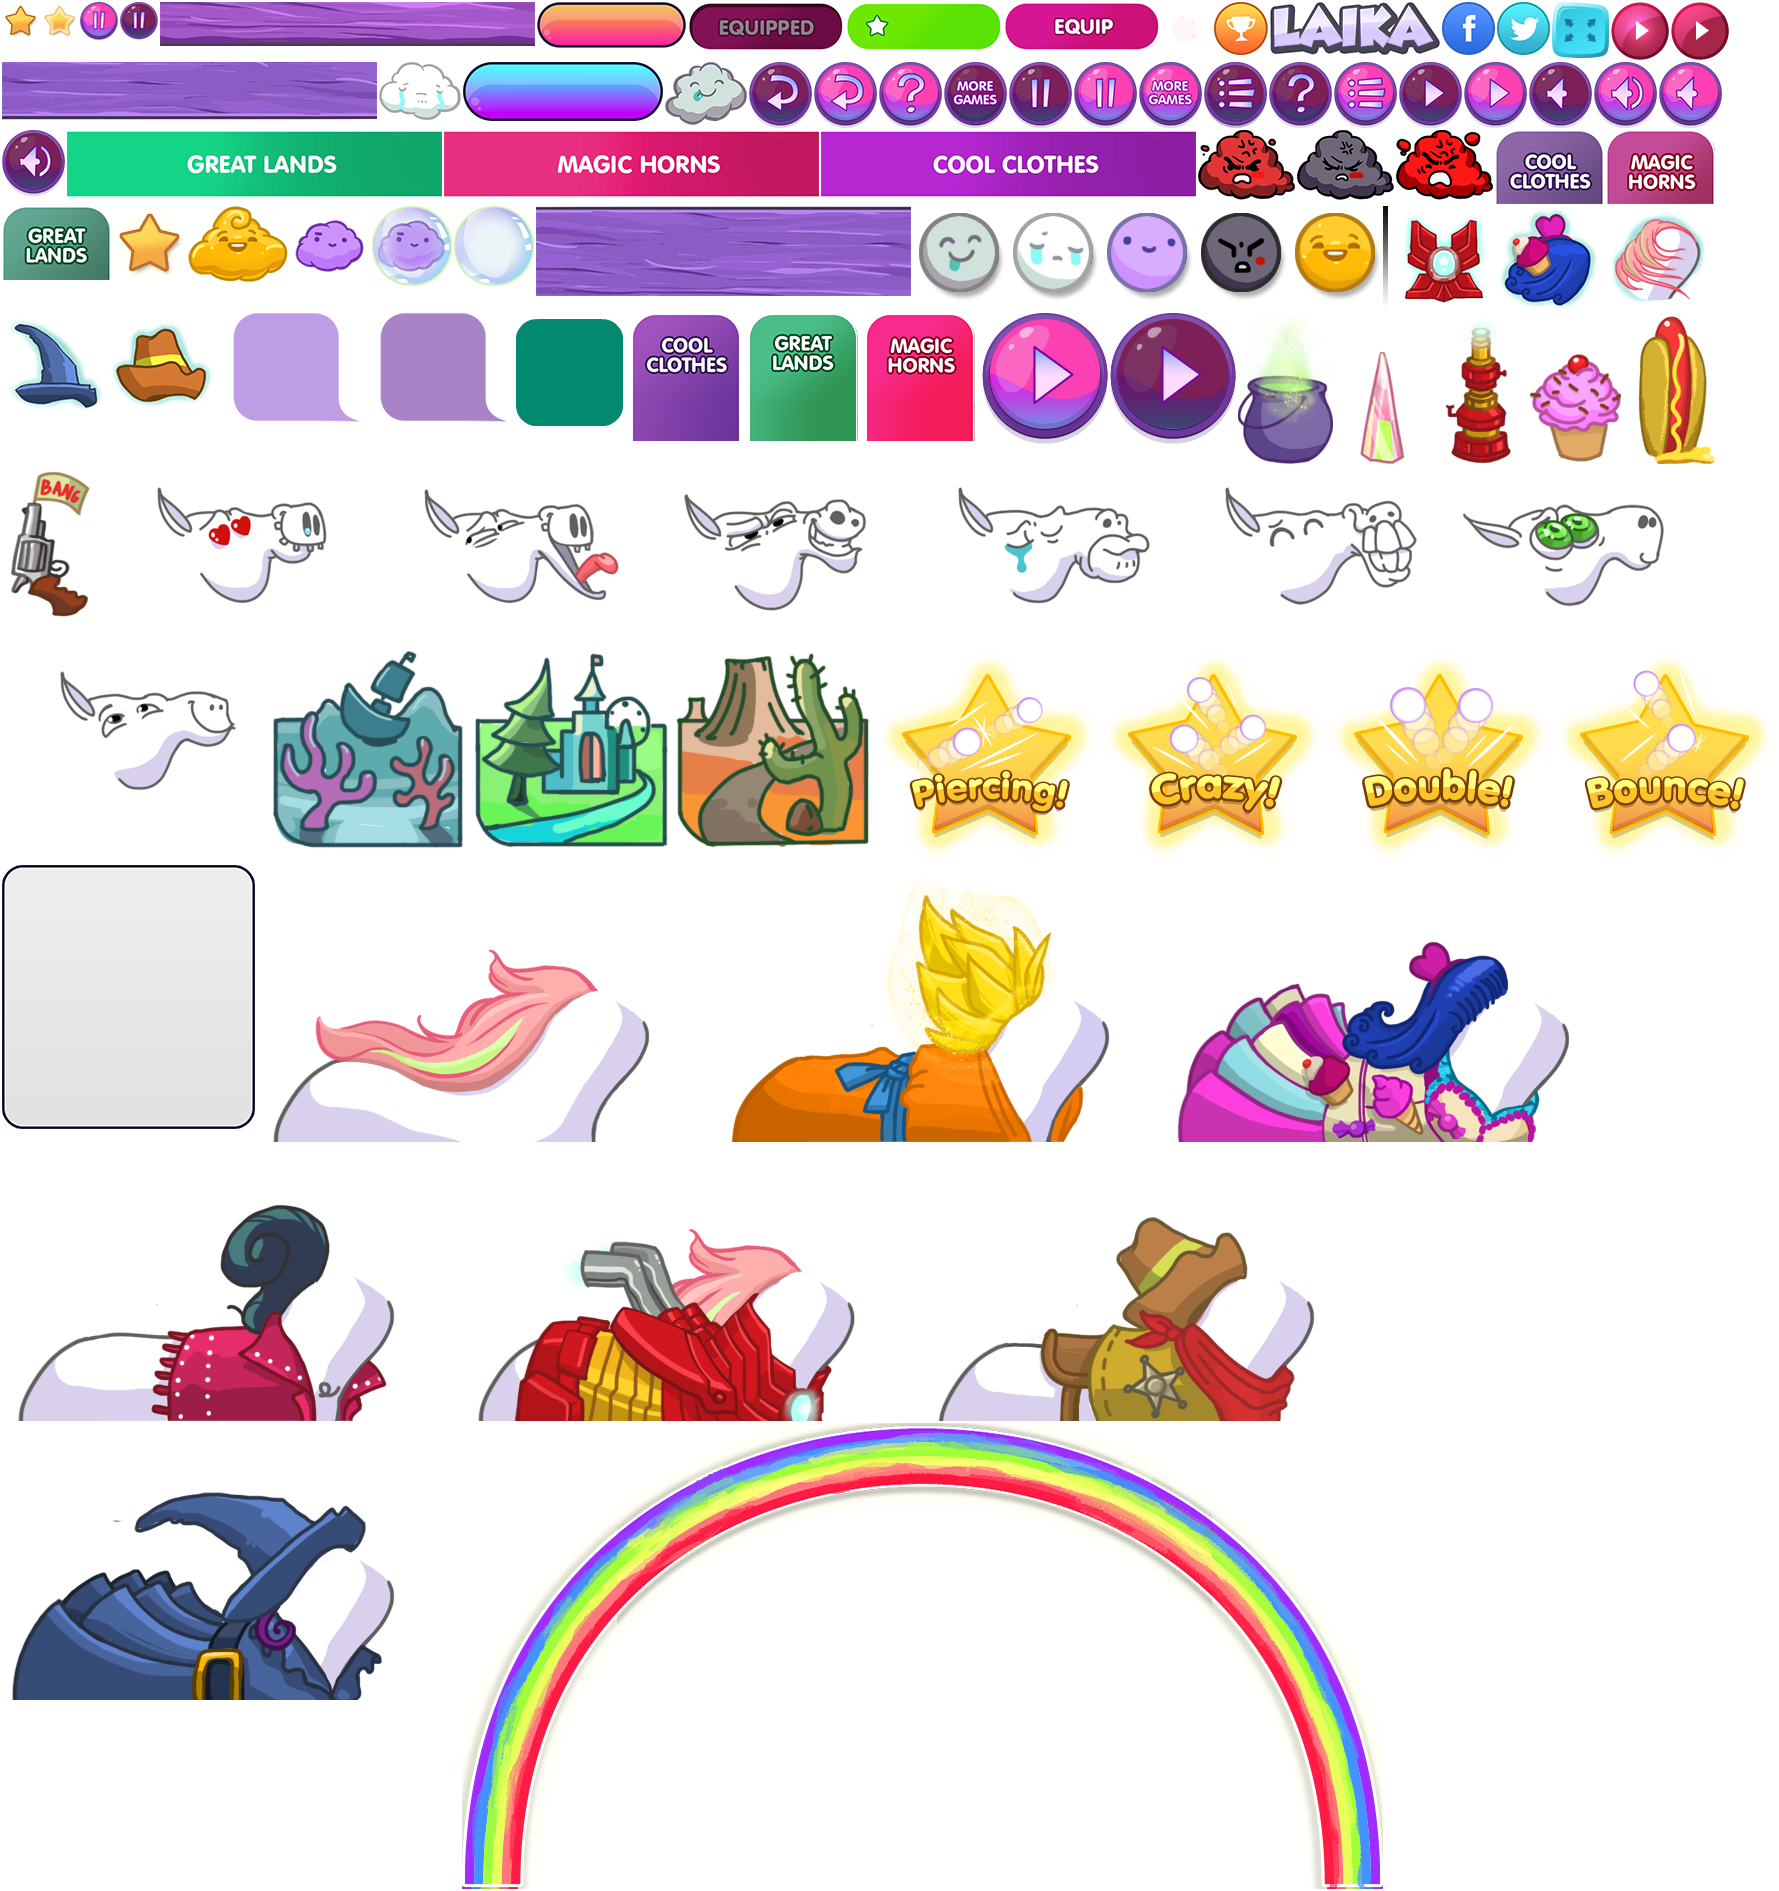 EQUIPPED
EQUIP
LAIKA
f
?
MORE
GAMES
MORE
GAMES
?
GREAT LANDS
MAGIC HORNS
COOL CLOTHES
COOL
CLOTHES
MAGIC
HORNS
GREAT
LANDS
COOL
CLOTHES
GREAT
LANDS
MAGIC
HORNS
BANG
Piercing!
Crazy!
Double!
Bounce!